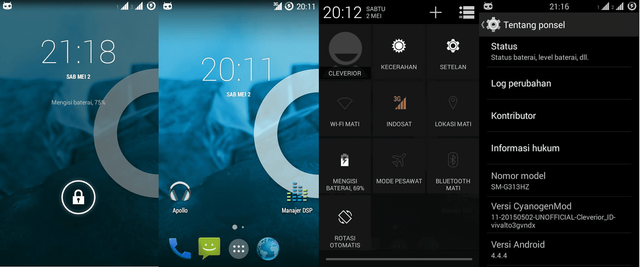 21:18
SAB MEI 2
Mengisi baterai, 75%
20:11
20:11
SAB MEI 2
Apollo
Manajer DSP
20:12
SABTU
2 MEI
CLEVERIOR
KECERAHAN
SETELAN
WI-FI MATI
3G
INDOSAT
LOKASI MATI
MENGISI
BATERAI, 69%
MODE PESAWAT
BLUETOOTH
MATI
ROTASI
OTOMATIS
21:16
Tentang ponsel
Status
Status baterai, level baterai, dll.
Log perubahan
Kontributor
Informasi hukum
Nomor model
SM-G313HZ
Versi CyanogenMod
11-20150502-UNOFFICIAL-Cleverior_ID-
vivalto3gvndx
Versi Android
4.4.4